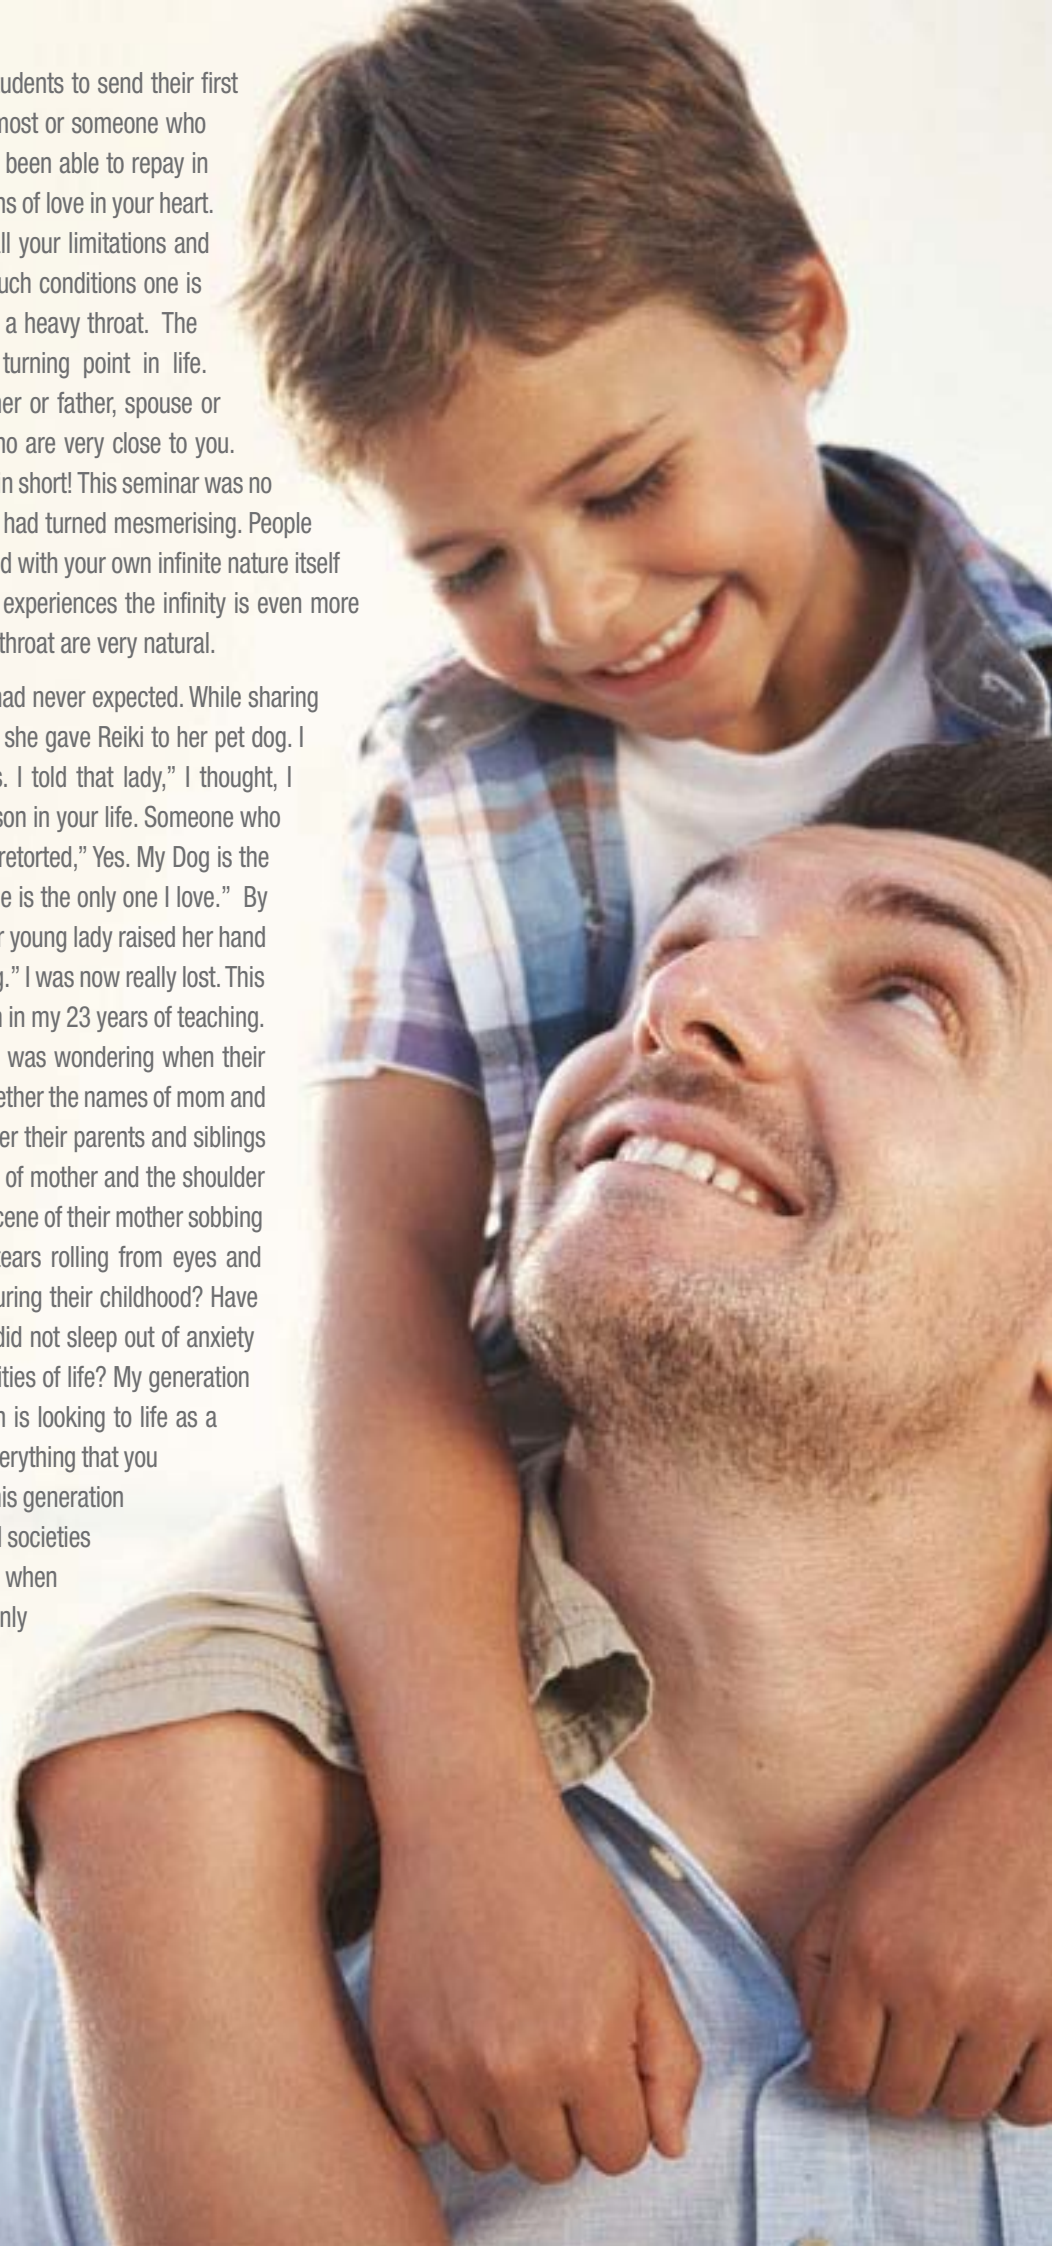 udents to send their first
most or someone who
been able to repay in
ns of love in your heart.
ll your limitations and
uch conditions one is
a heavy throat. The
turning point in life.
er or father, spouse or
ho are very close to you.
in short! This seminar was no
had turned mesmerising. People
d with your own infinite nature itself
experiences the infinity is even more
throat are very natural.
had never expected. While sharing
she gave Reiki to her pet dog. I
s. I told that lady,” I thought, I
son in your life. Someone who
retorted,” Yes. My Dog is the
e is the only one I love.” By
r young lady raised her hand
g.” I was now really lost. This
n in my 23 years of teaching.
was wondering when their
ether the names of mom and
er their parents and siblings
of mother and the shoulder
cene of their mother sobbing
tears rolling from eyes and
uring their childhood? Have
did not sleep out of anxiety
ities of life? My generation
n is looking to life as a
erything that you
his generation
l societies
when
nly